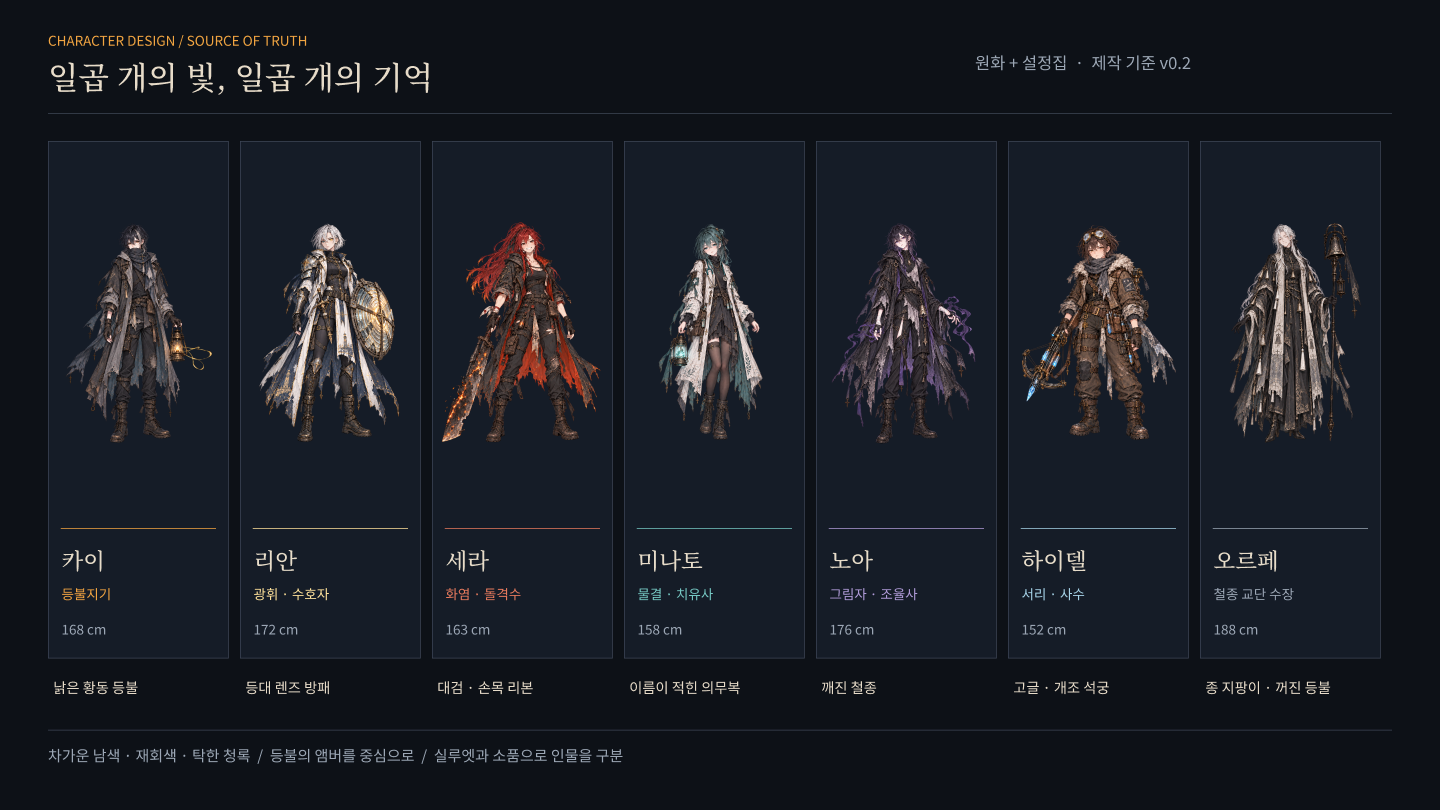 CHARACTER DESIGN / SOURCE OF TRUTH
일곱 개의 빛, 일곱 개의 기억
원화 + 설정집 · 제작 기준 v0.2
카이
등불지기
168 cm
낡은 황동 등불
리안
광휘 · 수호자
172 cm
등대 렌즈 방패
세라
화염 · 돌격수
163 cm
대검 · 손목 리본
미나토
물결 · 치유사
158 cm
이름이 적힌 의무복
노아
그림자 · 조율사
176 cm
깨진 철종
하이델
서리 · 사수
152 cm
고글 · 개조 석궁
오르페
철종 교단 수장
188 cm
종 지팡이 · 꺼진 등불
차가운 남색 · 재회색 · 탁한 청록 / 등불의 앰버를 중심으로 / 실루엣과 소품으로 인물을 구분